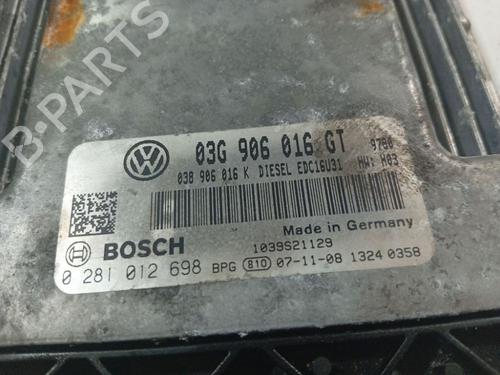 03G 906 016 GT 9780
038 906 016 K DIESEL EDC16U31 HW: H03
Made in Germany
BOSCH 1039S21129
0 281 012 698 BPG 810 07-11-08 1324 0358
B-PARTS